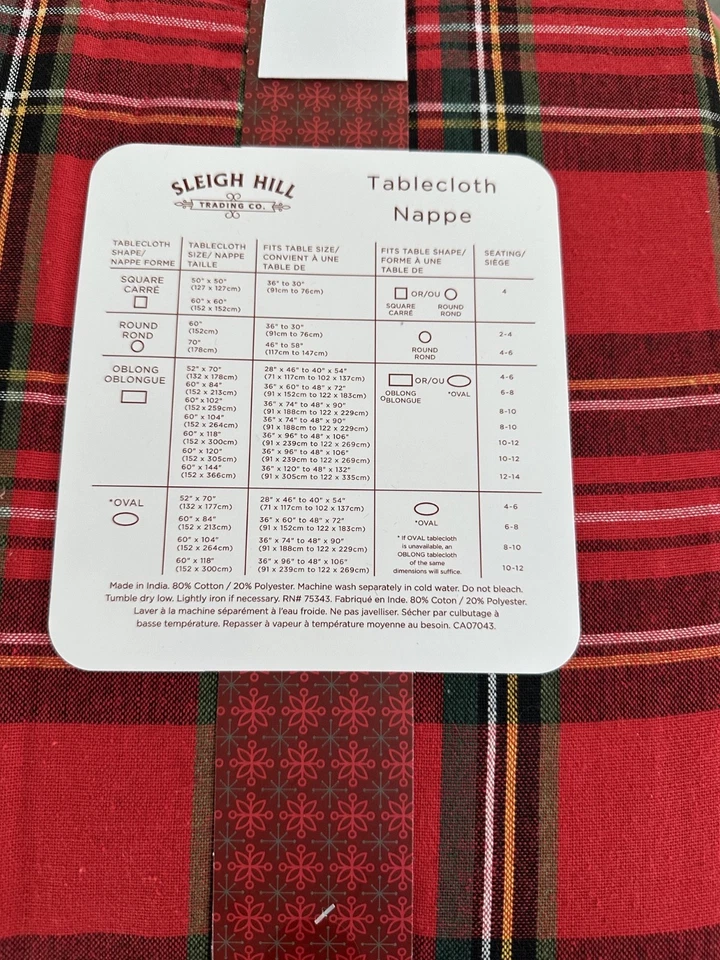 SLEIGH HILL
TRADING CO.
Tablecloth
Nappe
TABLECLOTH SHAPE/ NAPPE FORME
TABLECLOTH SIZE/ NAPPE TAILLE
FITS TABLE SIZE/ CONVIENT À UNE TABLE DE
FITS TABLE SHAPE/ FORME À UNE TABLE DE
SEATING/ SIÈGE
SQUARE
CARRÉ
50" x 50"
(127 x 127cm)
60" x 60"
(152 x 152cm)
36" to 30"
(91cm to 76cm)
OR/OU
SQUARE ROUND
CARRÉ ROND
4
ROUND
ROND
60"
(152cm)
70"
(178cm)
36" to 30"
(91cm to 76cm)
46" to 58"
(117cm to 147cm)
ROUND
ROND
2-4
4-6
OBLONG
OBLONGUE
52" x 70"
(132 x 178cm)
60" x 84"
(152 x 213cm)
60" x 102"
(152 x 259cm)
60" x 104"
(152 x 264cm)
60" x 118"
(152 x 300cm)
60" x 120"
(152 x 305cm)
60" x 144"
(152 x 366cm)
28" x 46" to 40" x 54"
(71 x 117cm to 102 x 137cm)
36" x 60" to 48" x 72"
(91 x 152cm to 122 x 183cm)
36" x 74" to 48" x 90"
(91 x 188cm to 122 x 229cm)
36" x 74" to 48" x 90"
(91 x 188cm to 122 x 229cm)
36" x 96" to 48" x 106"
(91 x 239cm to 122 x 269cm)
36" x 96" to 48" x 106"
(91 x 239cm to 122 x 269cm)
36" x 120" to 48" x 132"
(91 x 305cm to 122 x 335cm)
OR/OU
OBLONG *OVAL
OBLONGUE
4-6
6-8
8-10
8-10
10-12
10-12
12-14
*OVAL
52" x 70"
(132 x 177cm)
60" x 84"
(152 x 213cm)
60" x 104"
(152 x 264cm)
60" x 118"
(152 x 300cm)
28" x 46" to 40" x 54"
(71 x 117cm to 102 x 137cm)
36" x 60" to 48" x 72"
(91 x 152cm to 122 x 183cm)
36" x 74" to 48" x 90"
(91 x 188cm to 122 x 229cm)
36" x 96" to 48" x 106"
(91 x 239cm to 122 x 269cm)
*OVAL
* If OVAL tablecloth
is unavailable, an
OBLONG tablecloth
of the same
dimensions will suffice.
4-6
6-8
8-10
10-12
Made in India. 80% Cotton / 20% Polyester. Machine wash separately in cold water. Do not bleach.
Tumble dry low. Lightly iron if necessary. RN# 75343. Fabriqué en Inde. 80% Coton / 20% Polyester.
Laver à la machine séparément à l'eau froide. Ne pas javelliser. Sécher par culbutage à
basse température. Repasser à vapeur à température moyenne au besoin. CA07043.